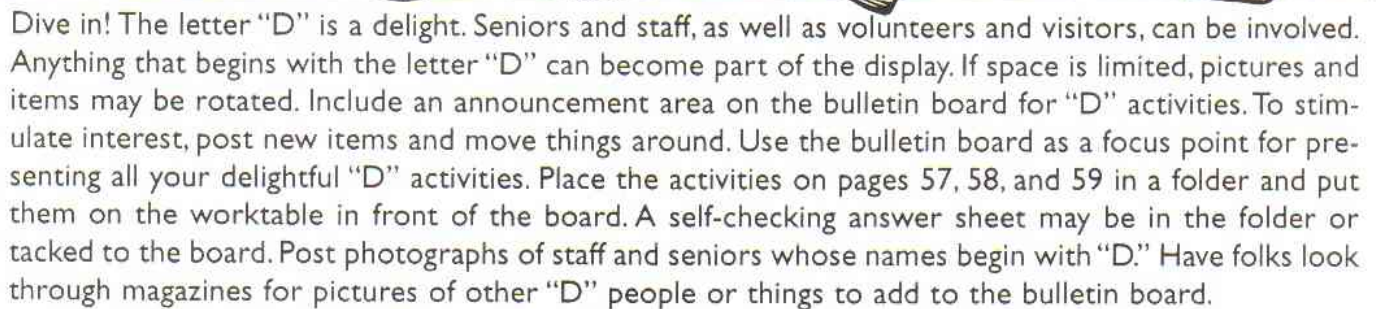 Dive in! The letter “D” is a delight. Seniors and staff, as well as volunteers and visitors, can be involved.
Anything that begins with the letter “D” can become part of the display. If space is limited, pictures and
items may be rotated. Include an announcement area on the bulletin board for “D” activities. To stim-
ulate interest, post new items and move things around. Use the bulletin board as a focus point for pre-
senting all your delightful “D” activities. Place the activities on pages 57, 58, and 59 in a folder and put
them on the worktable in front of the board. A self-checking answer sheet may be in the folder or
tacked to the board. Post photographs of staff and seniors whose names begin with “D.” Have folks look
through magazines for pictures of other “D” people or things to add to the bulletin board.